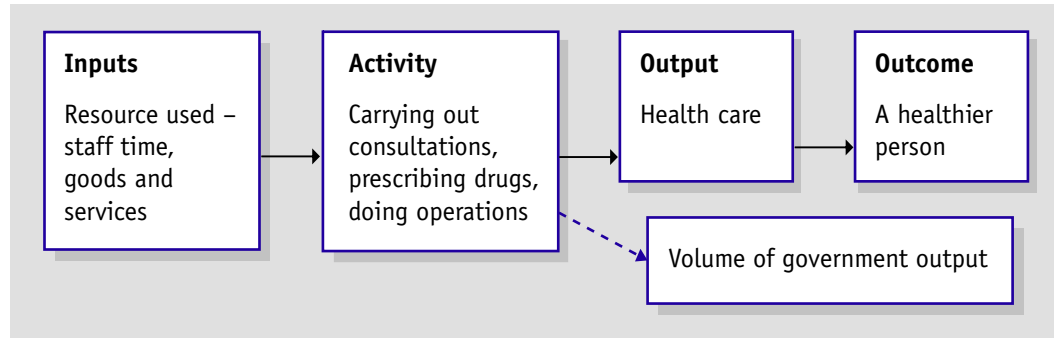 Inputs
Resource used –
staff time,
goods and
services
Activity
Carrying out
consultations,
prescribing drugs,
doing operations
Output
Health care
Outcome
A healthier
person
Volume of government output